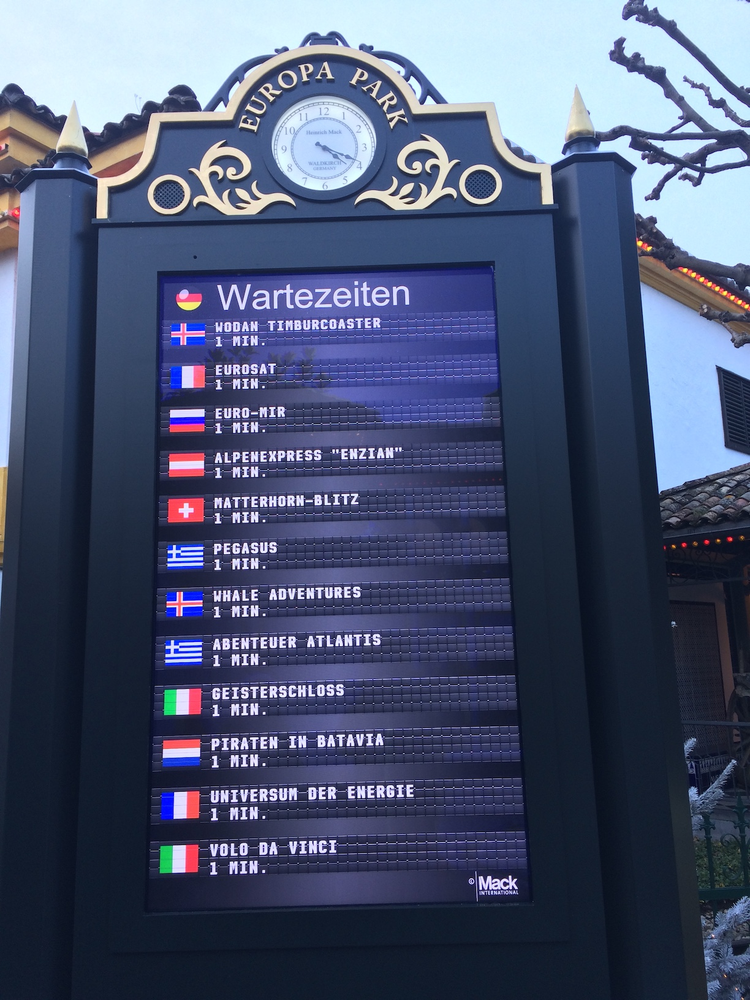 EUROPA PARK
12
11 1
10 2
Heinrich Mack
9 3
8 4
WALDKIRCH
GERMANY
7 5
6
Wartezeiten
WODAN TIMBURCOASTER
1 MIN.
EUROSAT
1 MIN.
EURO-MIR
1 MIN.
ALPENEXPRESS "ENZIAN"
1 MIN.
MATTERHORN-BLITZ
1 MIN.
PEGASUS
1 MIN.
WHALE ADVENTURES
1 MIN.
ABENTEUER ATLANTIS
1 MIN.
GEISTERSCHLOSS
1 MIN.
PIRATEN IN BATAVIA
1 MIN.
UNIVERSUM DER ENERGIE
1 MIN.
VOLO DA VINCI
1 MIN.
© Mack
INTERNATIONAL